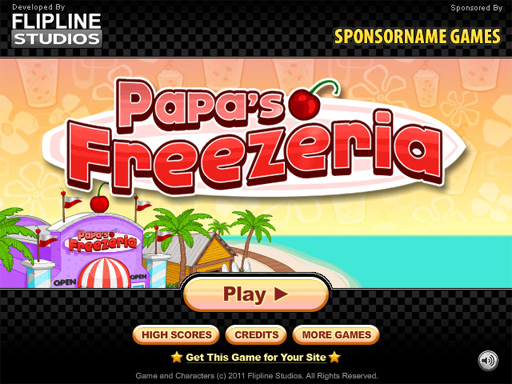 Developed By
FLIPLINE
STUDIOS
Sponsored By
SPONSORNAME GAMES
Papa's
Freezeria
Papa's
Freezeria
OPEN
OPEN
Play
HIGH SCORES
CREDITS
MORE GAMES
Get This Game for Your Site
Game and Characters (c) 2011 Flipline Studios. All Rights Reserved.